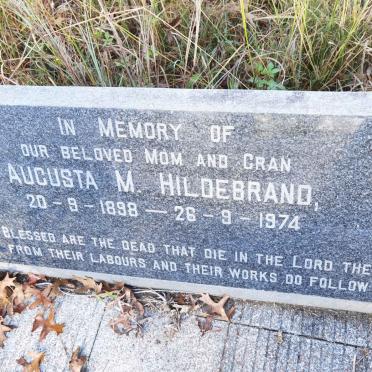 IN MEMORY OF
OUR BELOVED MOM AND GRAN
AUGUSTA M. HILDEBRAND,
20-9-1898 — 26-9-1974
BLESSED ARE THE DEAD THAT DIE IN THE LORD THE
FROM THEIR LABOURS AND THEIR WORKS DO FOLLOW